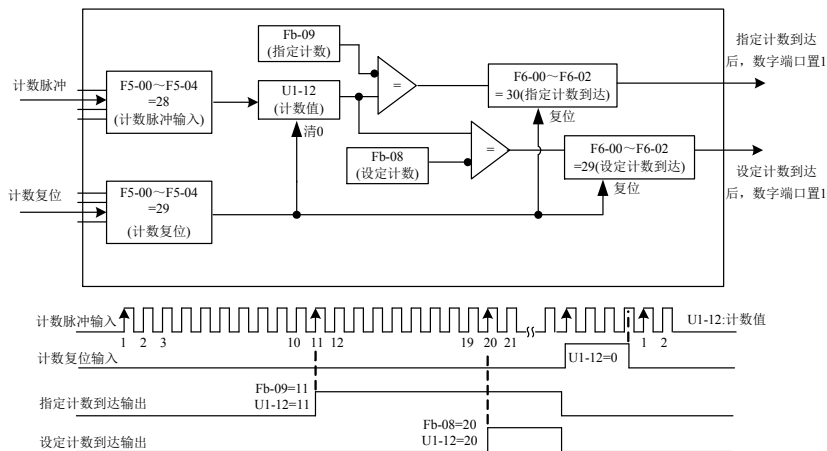 Fb-09
(指定计数)
指定计数到达
后，数字端口置1
计数脉冲
F5-00～F5-04
=28
(计数脉冲输入)
U1-12
(计数值)
=
F6-00～F6-02
= 30(指定计数到达)
清0
复位
Fb-08
(设定计数)
=
F6-00～F6-02
=29(设定计数到达)
设定计数到达
后，数字端口置1
计数复位
F5-00～F5-04
=29
(计数复位)
复位
计数脉冲输入
U1-12:计数值
1 2 3 10 11 12 19 20 21 1 2
计数复位输入
U1-12=0
Fb-09=11
指定计数到达输出
U1-12=11
Fb-08=20
设定计数到达输出
U1-12=20